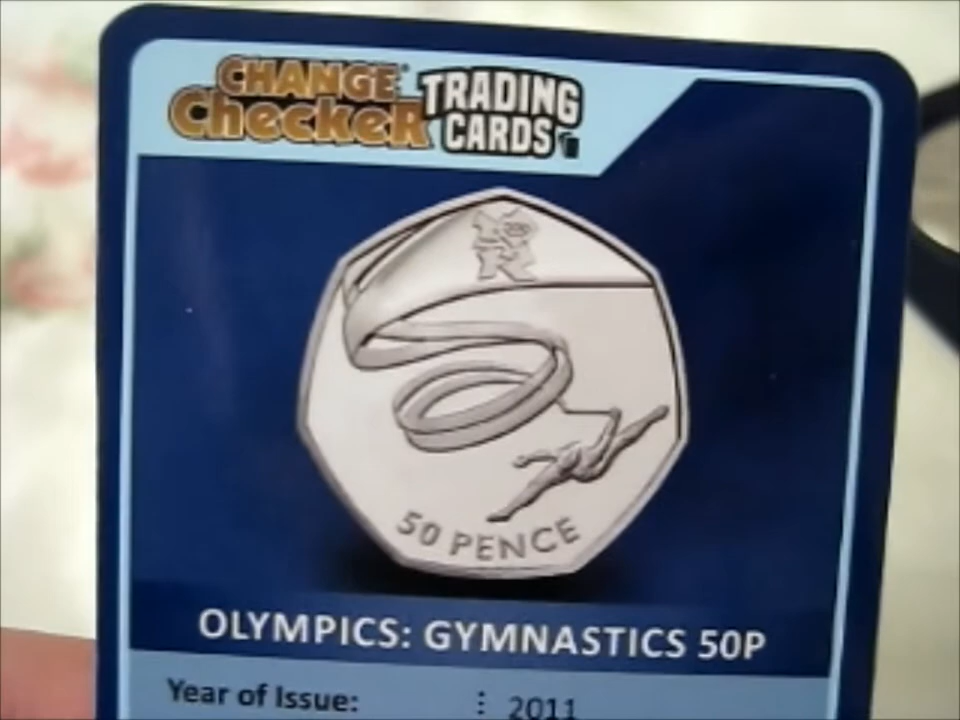 CHANGE
Checker
TRADING
CARDS
50 PENCE
OLYMPICS: GYMNASTICS 50P
Year of Issue: : 2011